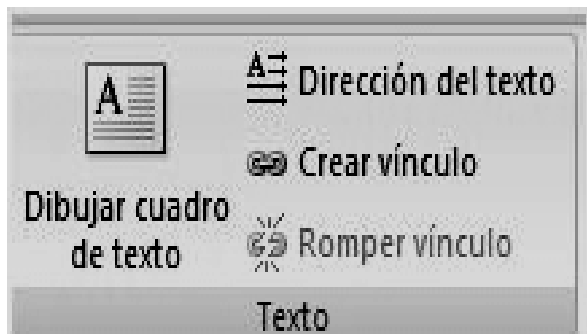 Dibujar cuadro
de texto
Dirección del texto
Crear vínculo
Romper vínculo
Texto